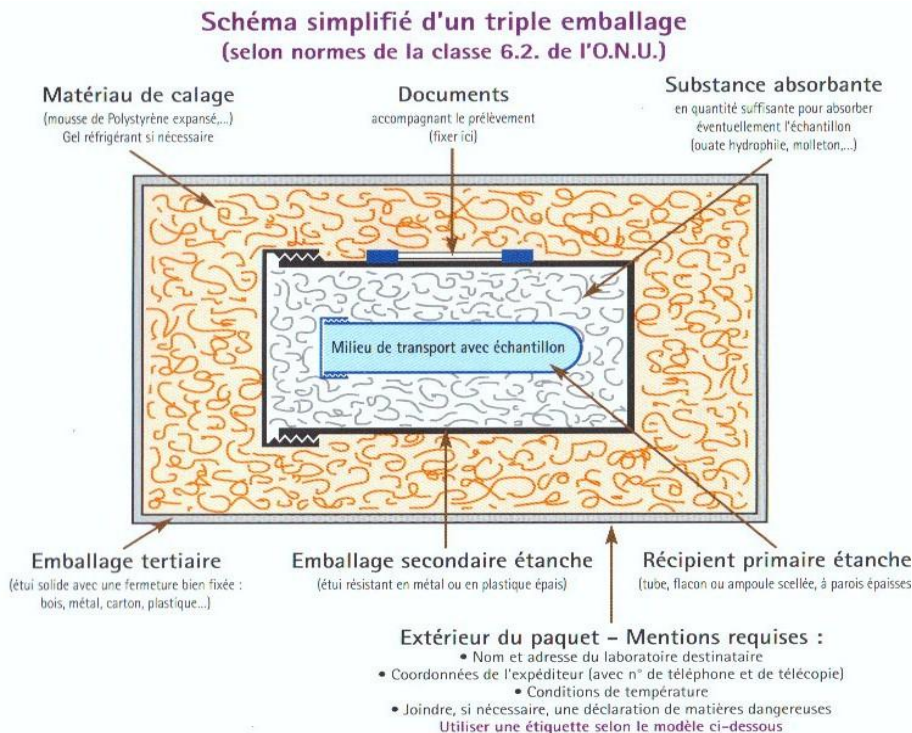 Schéma simplifié d'un triple emballage
(selon normes de la classe 6.2. de l'O.N.U.)
Matériau de calage
(mousse de Polystyrène expansé,...)
Gel réfrigérant si nécessaire
Documents
accompagnant le prélèvement
(fixer ici)
Substance absorbante
en quantité suffisante pour absorber
éventuellement l'échantillon
(ouate hydrophile, molleton,...)
Milieu de transport avec échantillon
Emballage tertiaire
(étui solide avec une fermeture bien fixée :
bois, métal, carton, plastique...)
Emballage secondaire étanche
(étui résistant en métal ou en plastique épais)
Récipient primaire étanche
(tube, flacon ou ampoule scellée, à parois épaisses
Extérieur du paquet – Mentions requises :
• Nom et adresse du laboratoire destinataire
• Coordonnées de l'expéditeur (avec n° de téléphone et de télécopie)
• Conditions de température
• Joindre, si nécessaire, une déclaration de matières dangereuses
Utiliser une étiquette selon le modèle ci-dessous